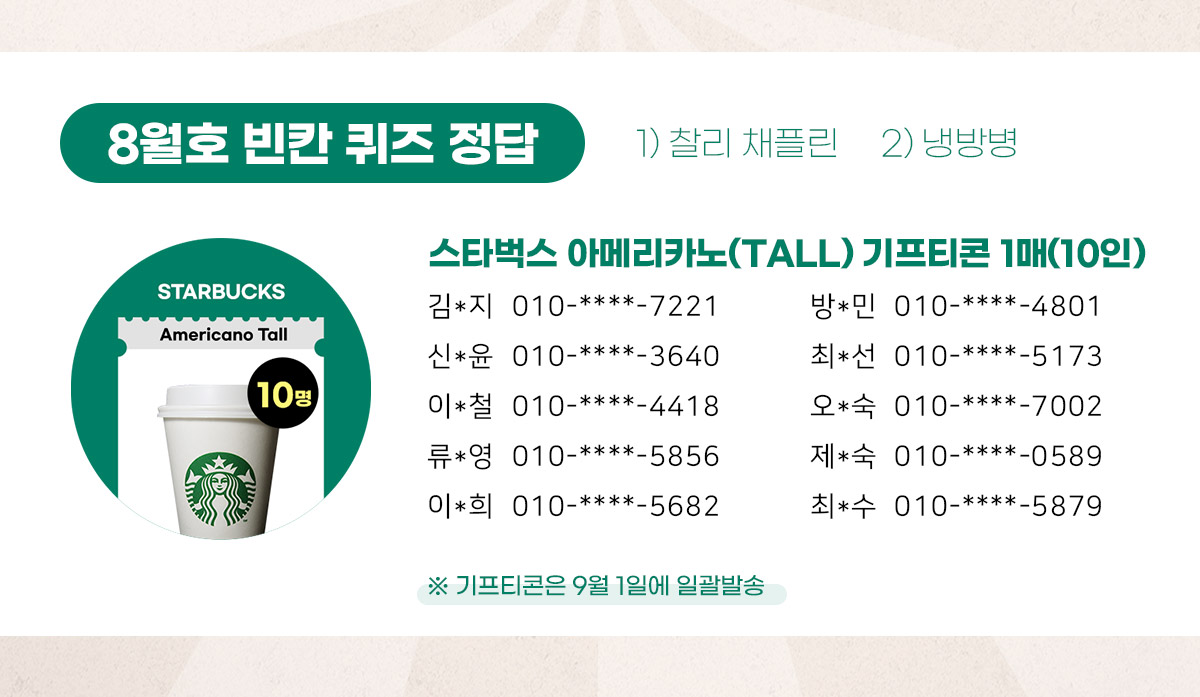 8월호 빈칸 퀴즈 정답
1) 찰리 채플린 2) 냉방병
STARBUCKS
Americano Tall
10명
스타벅스 아메리카노(TALL) 기프티콘 1매(10인)
김*지 010-****-7221 방*민 010-****-4801
신*윤 010-****-3640 최*선 010-****-5173
이*철 010-****-4418 오*숙 010-****-7002
류*영 010-****-5856 제*숙 010-****-0589
이*희 010-****-5682 최*수 010-****-5879
※ 기프티콘은 9월 1일에 일괄발송